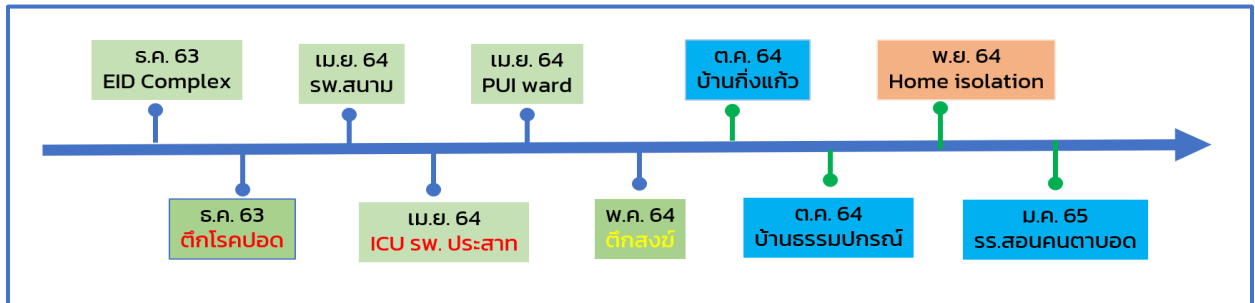 ธ.ค. 63
EID Complex
เม.ย. 64
รพ.สนาม
เม.ย. 64
PUI ward
ต.ค. 64
บ้านกิ่งแก้ว
พ.ย. 64
Home isolation
ธ.ค. 63
ตึกโรคปอด
เม.ย. 64
ICU รพ. ประสาท
พ.ค. 64
ตึกสงฆ์
ต.ค. 64
บ้านธรรมปกรณ์
ม.ค. 65
รร.สอนคนตาบอด